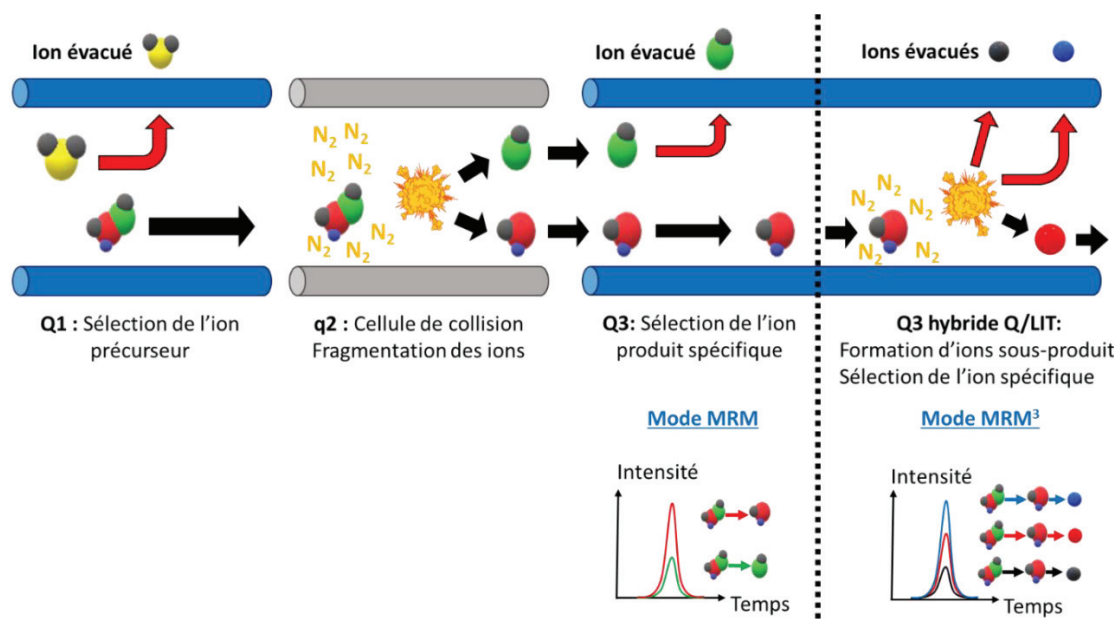 Ion évacué
Ion évacué
Ions évacués
N2
N2
N2
N2
N2
N2
N2
N2
N2
N2
N2
N2
Q1 : Sélection de l'ion
précurseur
q2 : Cellule de collision
Fragmentation des ions
Q3: Sélection de l'ion
produit spécifique
Q3 hybride Q/LIT:
Formation d'ions sous-produit
Sélection de l'ion spécifique
Mode MRM
Mode MRM³
Intensité
Temps
Intensité
Temps